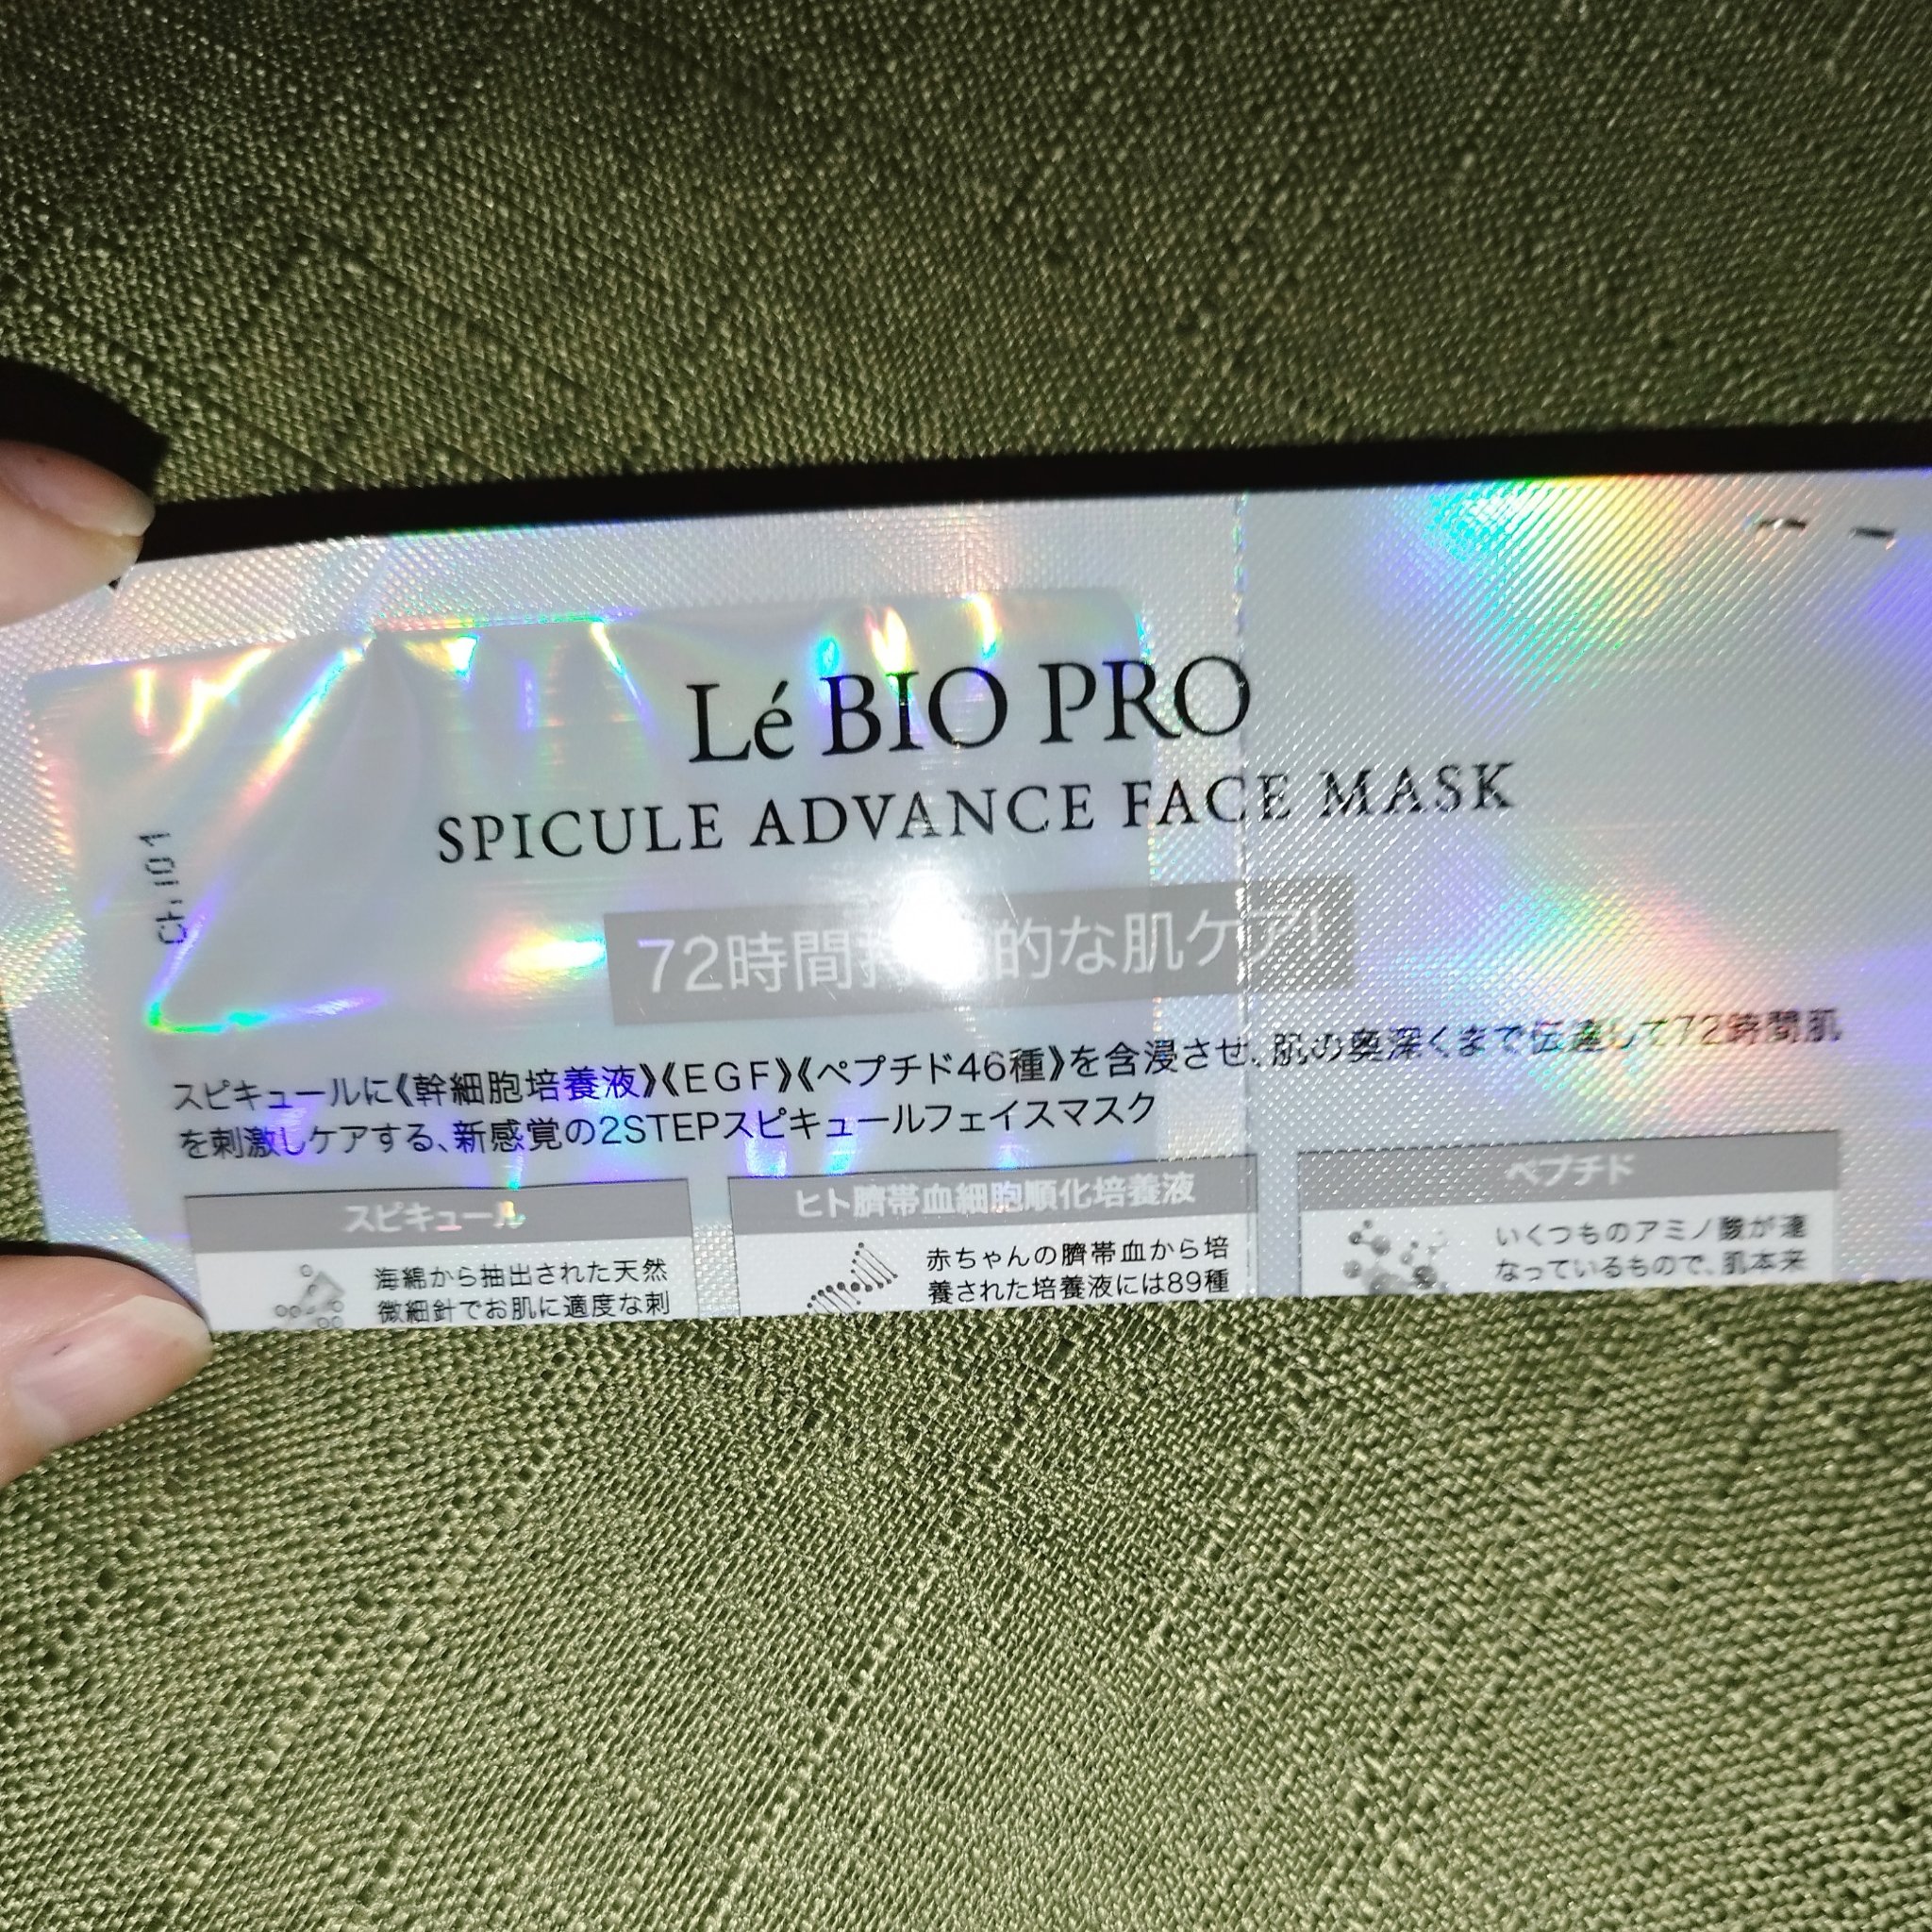 Lé BIO PRO
SPICULE ADVANCE FACE MASK
72時間 的な肌ケア!
スピキュールに《幹細胞培養液》《EGF》《ペプチド46種》を含浸させ、肌の奥深くまで伝達して72時間肌
を刺激しケアする、新感覚の2STEPスピキュールフェイスマスク
スピキュール
海綿から抽出された天然
微細針でお肌に適度な刺
ヒト臍帯血細胞順化培養液
赤ちゃんの臍帯血から培
養された培養液には89種
ペプチド
いくつものアミノ酸が連
なっているもので、肌本来